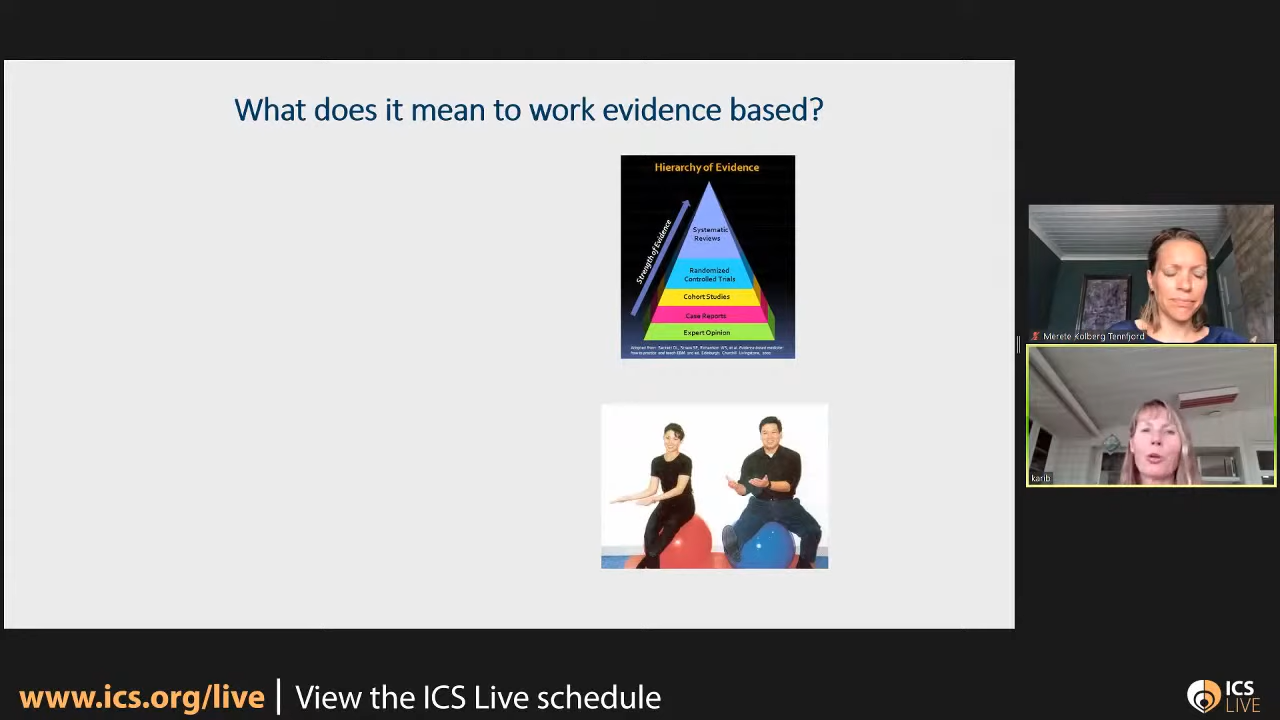 What does it mean to work evidence based?
Hierarchy of Evidence
Strength of Evidence
Systematic
Reviews
Randomized
Controlled Trials
Cohort Studies
Case Reports
Expert Opinion
Merete Kolberg Tennfjord
karib
www.ics.org/live | View the ICS Live schedule
ICS
LIVE